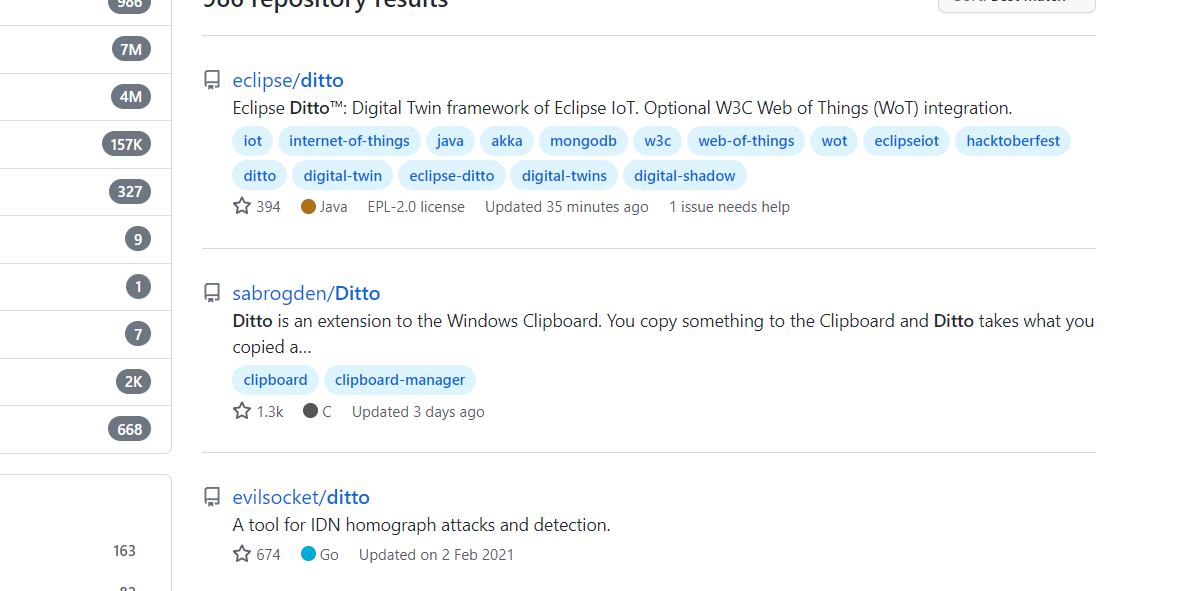 986
986 repository results
7M
4M
157K
327
9
1
7
2K
668
163
eclipse/ditto
Eclipse Ditto™: Digital Twin framework of Eclipse IoT. Optional W3C Web of Things (WoT) integration.
iot internet-of-things java akka mongodb w3c web-of-things wot eclipseiot hacktoberfest
ditto digital-twin eclipse-ditto digital-twins digital-shadow
394 Java EPL-2.0 license Updated 35 minutes ago 1 issue needs help
sabrogden/Ditto
Ditto is an extension to the Windows Clipboard. You copy something to the Clipboard and Ditto takes what you
copied a...
clipboard clipboard-manager
1.3k C Updated 3 days ago
evilsocket/ditto
A tool for IDN homograph attacks and detection.
674 Go Updated on 2 Feb 2021